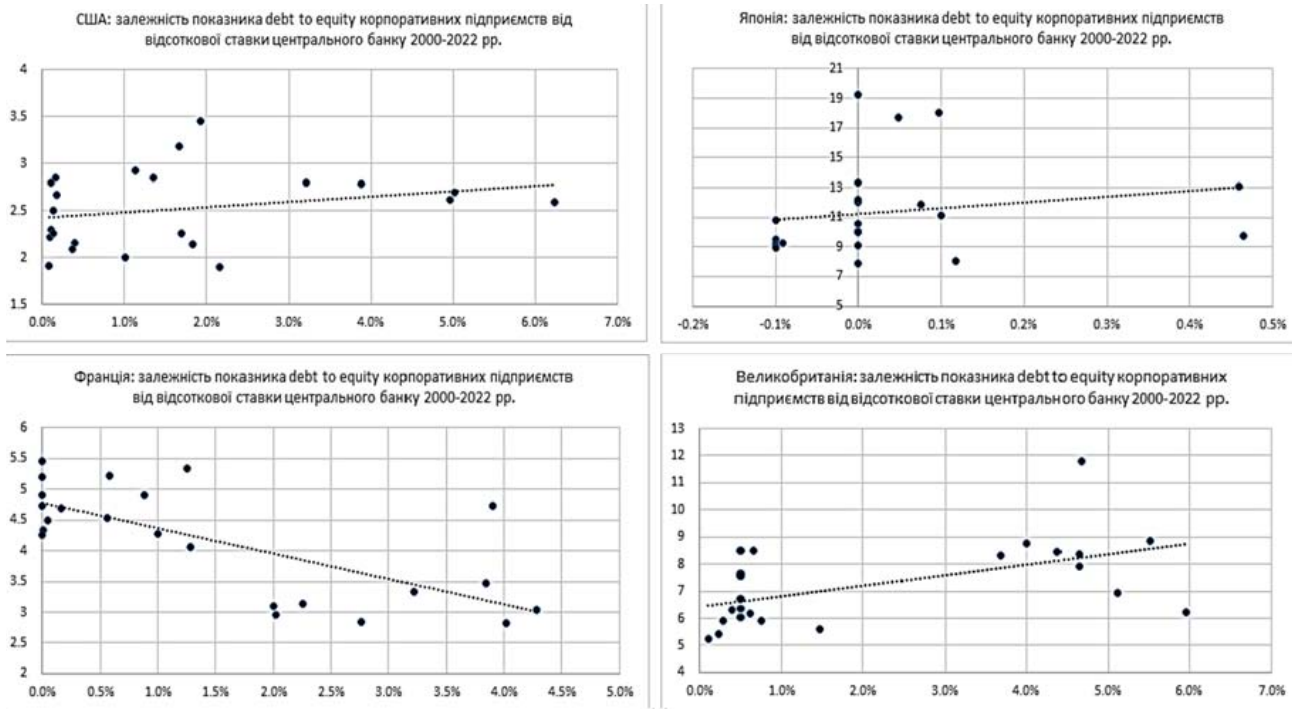 США: залежність показника debt to equity корпоративних підприємств від
відсоткової ставки центрального банку 2000-2022 рр.
4
3.5
3
2.5
2
1.5
0.0% 1.0% 2.0% 3.0% 4.0% 5.0% 6.0% 7.0%
Японія: залежність показника debt to equity корпоративних підприємств
від відсоткової ставки центрального банку 2000-2022 рр.
21
19
17
15
13
11
9
7
5
-0.2% -0.1% 0.0% 0.1% 0.2% 0.3% 0.4% 0.5%
Франція: залежність показника debt to equity корпоративних підприємств
від відсоткової ставки центрального банку 2000-2022 рр.
6
5.5
5
4.5
4
3.5
3
2.5
2
0.0% 0.5% 1.0% 1.5% 2.0% 2.5% 3.0% 3.5% 4.0% 4.5% 5.0%
Великобританія: залежність показника debt to equity корпоративних
підприємств від відсоткової ставки центрального банку 2000-2022 рр.
13
12
11
10
9
8
7
6
5
4
0.0% 1.0% 2.0% 3.0% 4.0% 5.0% 6.0% 7.0%